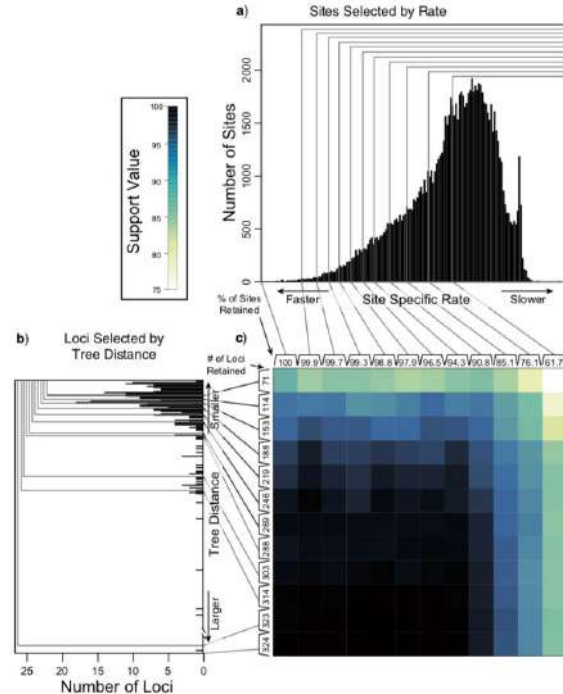 a) Sites Selected by Rate
Number of Sites
2000
1500
1000
500
0
Support Value
100
95
90
85
80
75
Faster
Site Specific Rate
Slower
% of Sites
Retained
b) Loci Selected by
Tree Distance
# of Loci
Retained
c)
100 99.9 99.7 99.3 98.8 97.9 96.5 94.3 90.8 85.1 76.1 61.7
71
114
153
188
219
246
269
288
303
314
323
324
Smaller
Tree Distance
Larger
25 20 15 10 5 0
Number of Loci